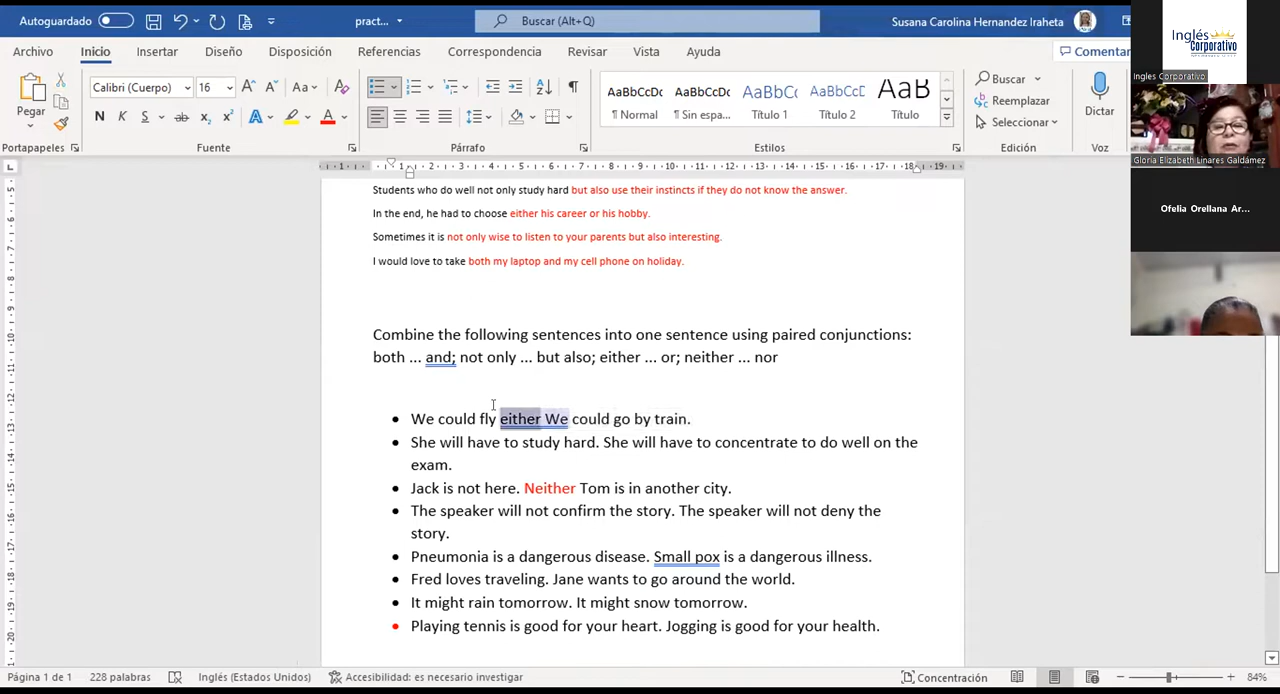 Autoguardado
pract...
Buscar (Alt+Q)
Susana Carolina Hernandez Iraheta
Archivo Inicio Insertar Diseño Disposición Referencias Correspondencia Revisar Vista Ayuda
Comentar
Pegar
Calibri (Cuerpo) 16
N K S ab x₂ x² A A
Aa
AaBbCcDc AaBbCcDc AaBbCc AaBbCcD AaB
¶ Normal ¶ Sin espa... Título 1 Título 2 Título
Buscar
Reemplazar
Seleccionar
Dictar
Portapapeles Fuente Párrafo Estilos Edición Voz
Inglés
Corporativo
Ingles Corporativo
Gloria Elizabeth Linares Galdámez
Ofelia Orellana Ar...
Students who do well not only study hard but also use their instincts if they do not know the answer.
In the end, he had to choose either his career or his hobby.
Sometimes it is not only wise to listen to your parents but also interesting.
I would love to take both my laptop and my cell phone on holiday.
Combine the following sentences into one sentence using paired conjunctions:
both ... and; not only ... but also; either ... or; neither ... nor
• We could fly either We could go by train.
• She will have to study hard. She will have to concentrate to do well on the
exam.
• Jack is not here. Neither Tom is in another city.
• The speaker will not confirm the story. The speaker will not deny the
story.
• Pneumonia is a dangerous disease. Small pox is a dangerous illness.
• Fred loves traveling. Jane wants to go around the world.
• It might rain tomorrow. It might snow tomorrow.
• Playing tennis is good for your heart. Jogging is good for your health.
Página 1 de 1 228 palabras Inglés (Estados Unidos) Accesibilidad: es necesario investigar
Concentración
84%